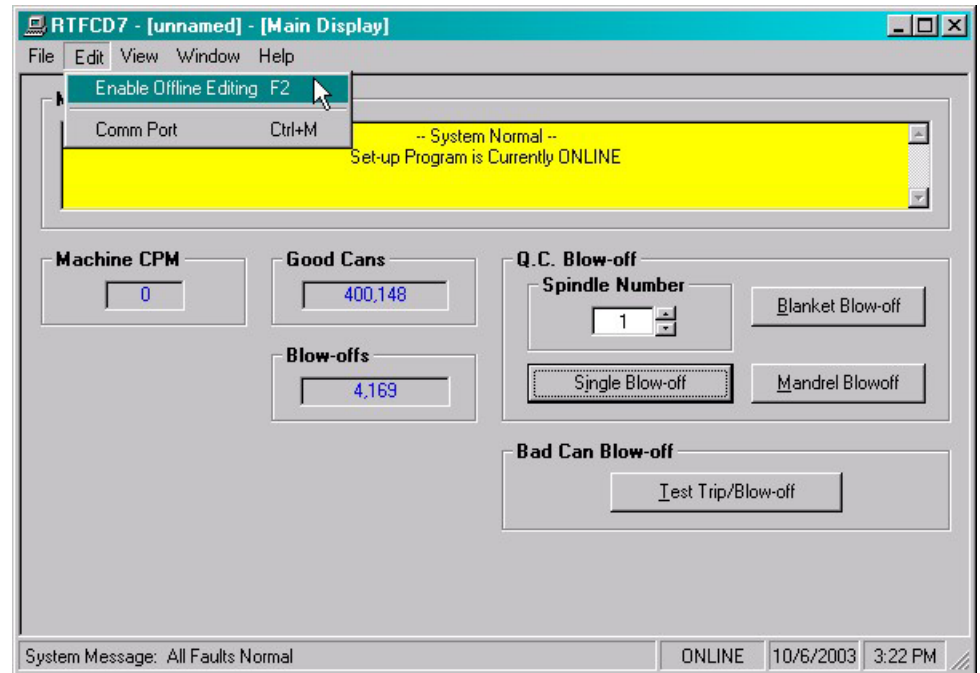 RTFCD7 - [unnamed] - [Main Display]
File Edit View Window Help
Enable Offline Editing F2
Comm Port Ctrl+M
-- System Normal --
Set-up Program is Currently ONLINE
Machine CPM
0
Good Cans
400,148
Blow-offs
4,169
Q.C. Blow-off
Spindle Number
1
Blanket Blow-off
Single Blow-off
Mandrel Blowoff
Bad Can Blow-off
Test Trip/Blow-off
System Message: All Faults Normal
ONLINE
10/6/2003
3:22 PM